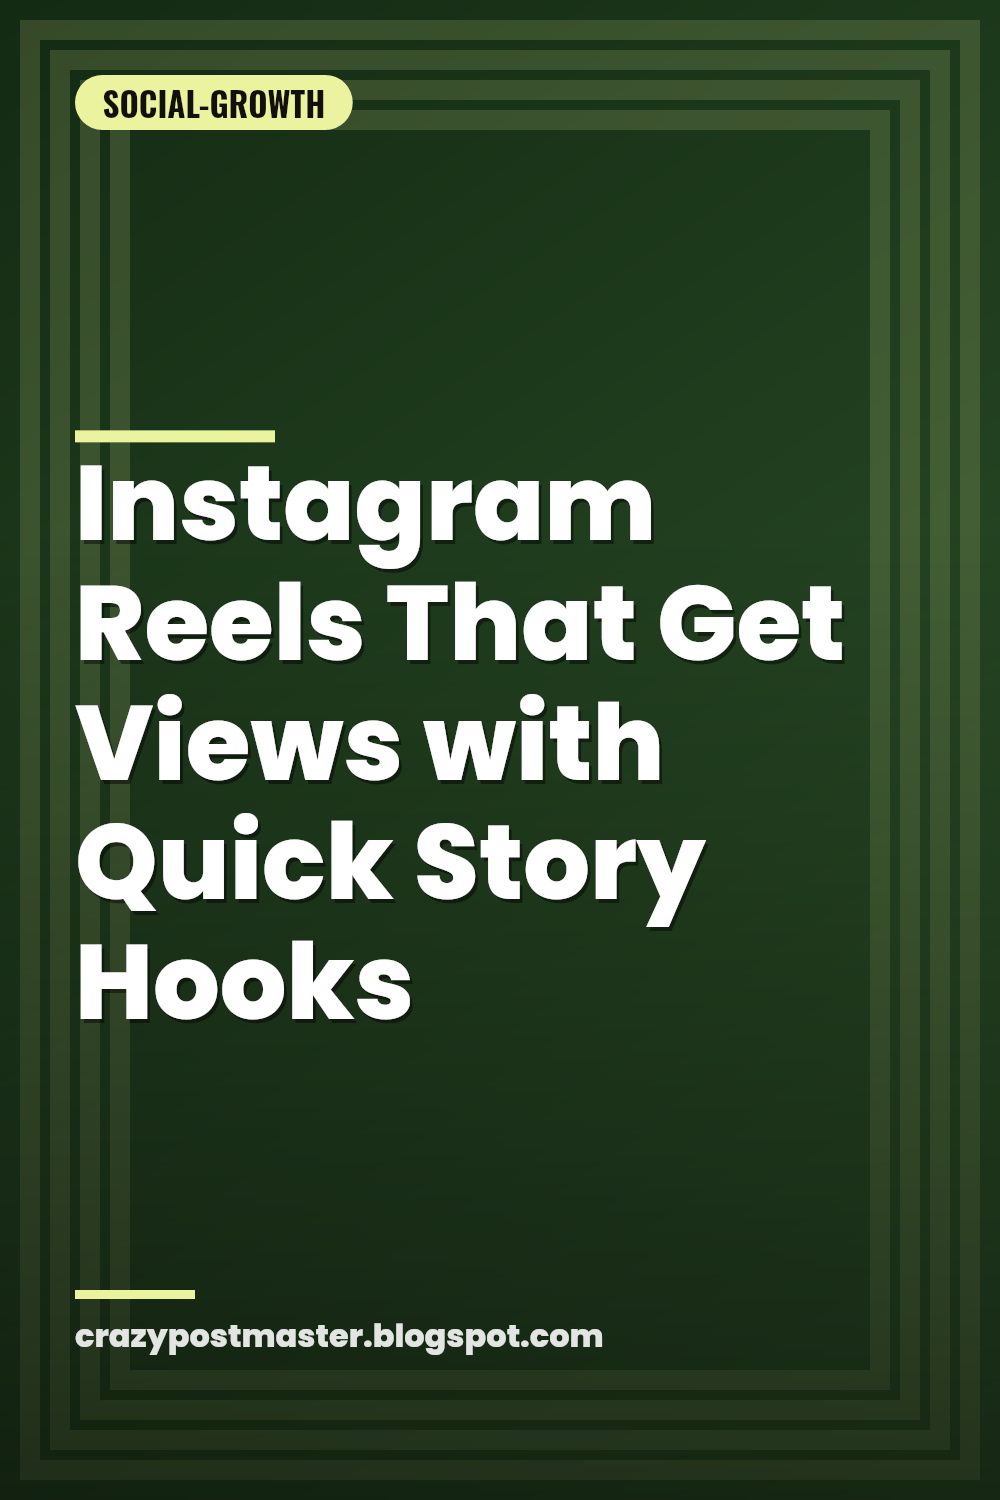 SOCIAL-GROWTH
Instagram
Reels That Get
Views with
Quick Story
Hooks
crazypostmaster.blogspot.com